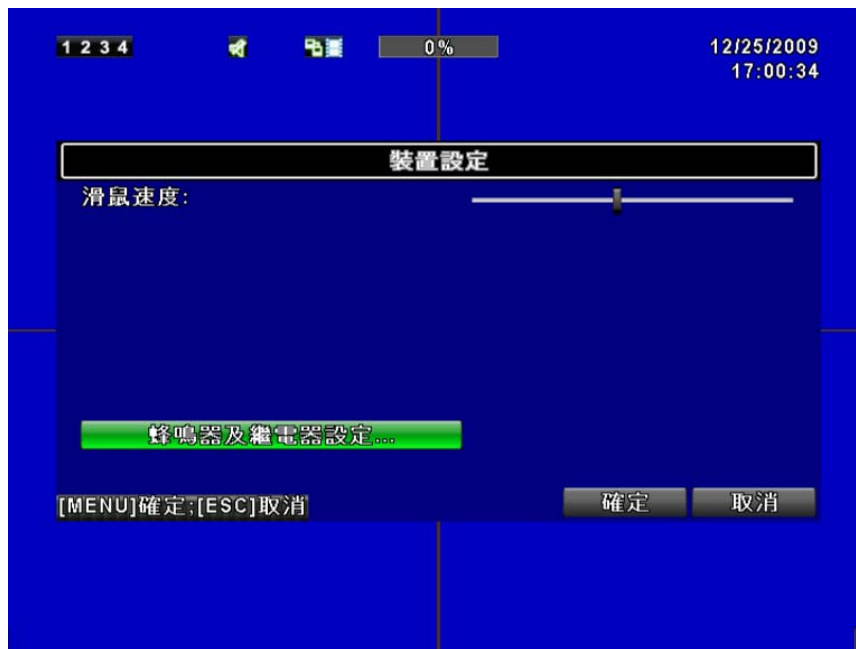 1 2 3 4 0% 12/25/2009
17:00:34
裝置設定
滑鼠速度:
蜂鳴器及繼電器設定...
[MENU]確定;[ESC]取消 確定 取消